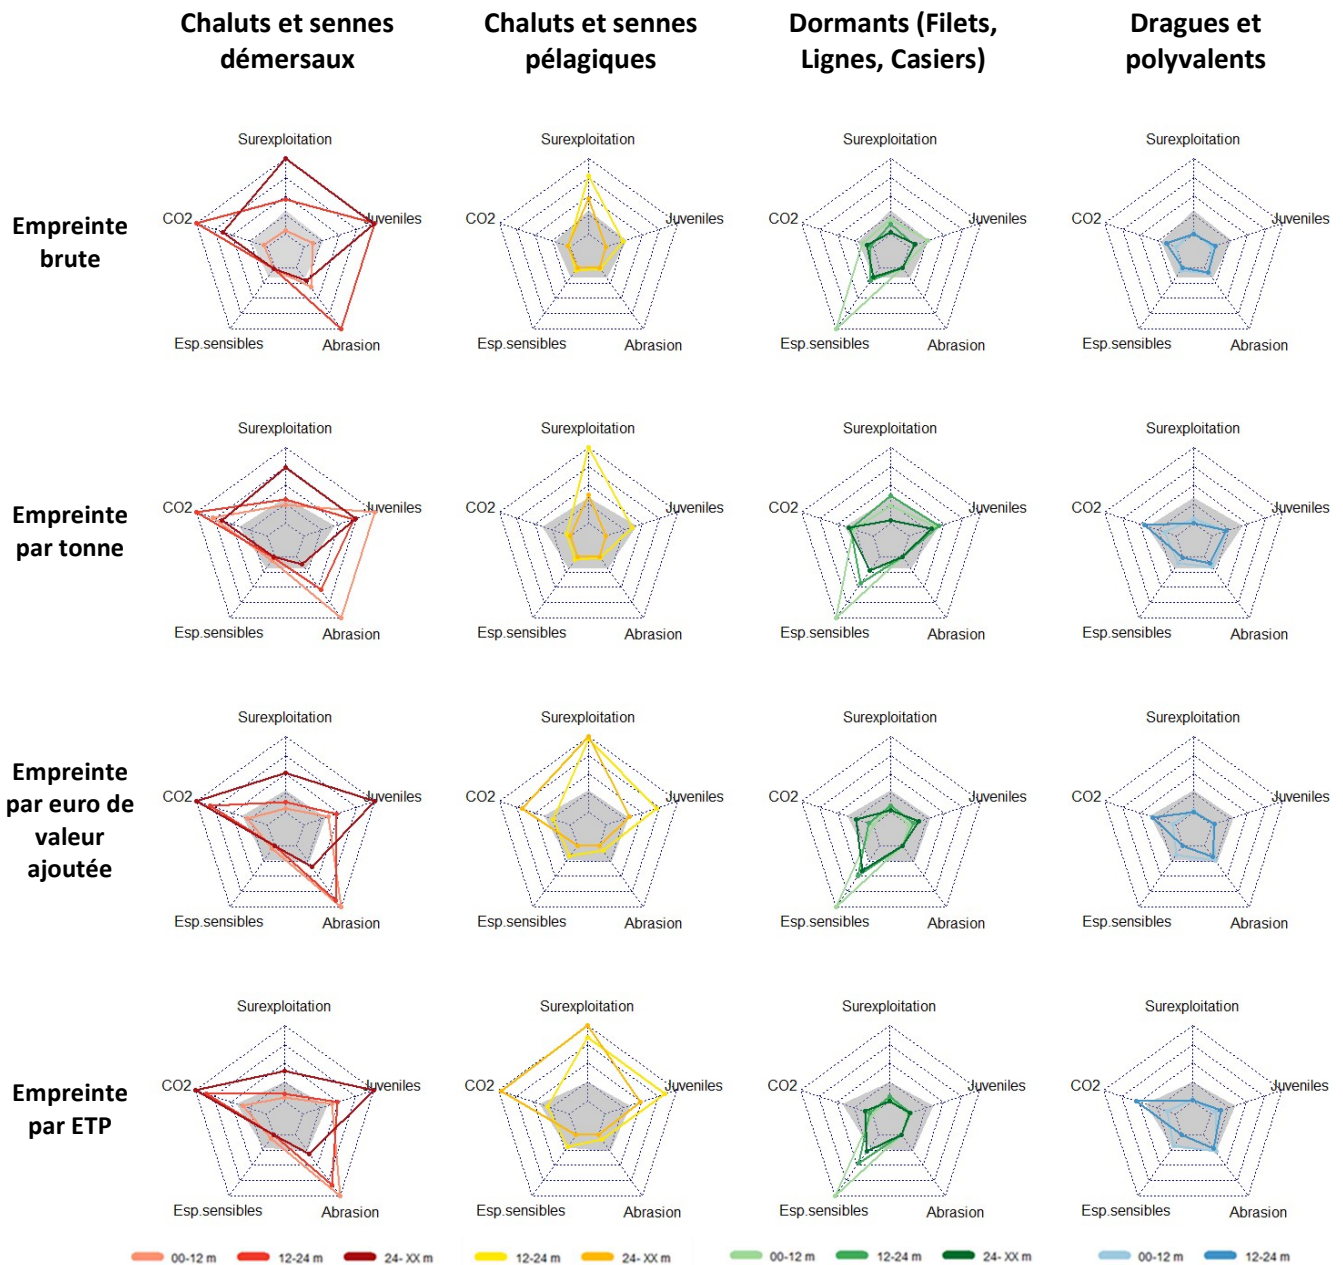 Chaluts et sennes
démersaux
Chaluts et sennes
pélagiques
Dormants (Filets,
Lignes, Casiers)
Dragues et
polyvalents
Empreinte
brute
Surexploitation
CO2
Juveniles
Esp.sensibles
Abrasion
Surexploitation
CO2
Juveniles
Esp.sensibles
Abrasion
Surexploitation
CO2
Juveniles
Esp.sensibles
Abrasion
Surexploitation
CO2
Juveniles
Esp.sensibles
Abrasion
Empreinte
par tonne
Surexploitation
CO2
Juveniles
Esp.sensibles
Abrasion
Surexploitation
CO2
Juveniles
Esp.sensibles
Abrasion
Surexploitation
CO2
Juveniles
Esp.sensibles
Abrasion
Surexploitation
CO2
Juveniles
Esp.sensibles
Abrasion
Empreinte
par euro de
valeur
ajoutée
Surexploitation
CO2
Juveniles
Esp.sensibles
Abrasion
Surexploitation
CO2
Juveniles
Esp.sensibles
Abrasion
Surexploitation
CO2
Juveniles
Esp.sensibles
Abrasion
Surexploitation
CO2
Juveniles
Esp.sensibles
Abrasion
Empreinte
par ETP
Surexploitation
CO2
Juveniles
Esp.sensibles
Abrasion
Surexploitation
CO2
Juveniles
Esp.sensibles
Abrasion
Surexploitation
CO2
Juveniles
Esp.sensibles
Abrasion
Surexploitation
CO2
Juveniles
Esp.sensibles
Abrasion
00-12 m
12-24 m
24- XX m
12-24 m
24- XX m
00-12 m
12-24 m
24- XX m
00-12 m
12-24 m